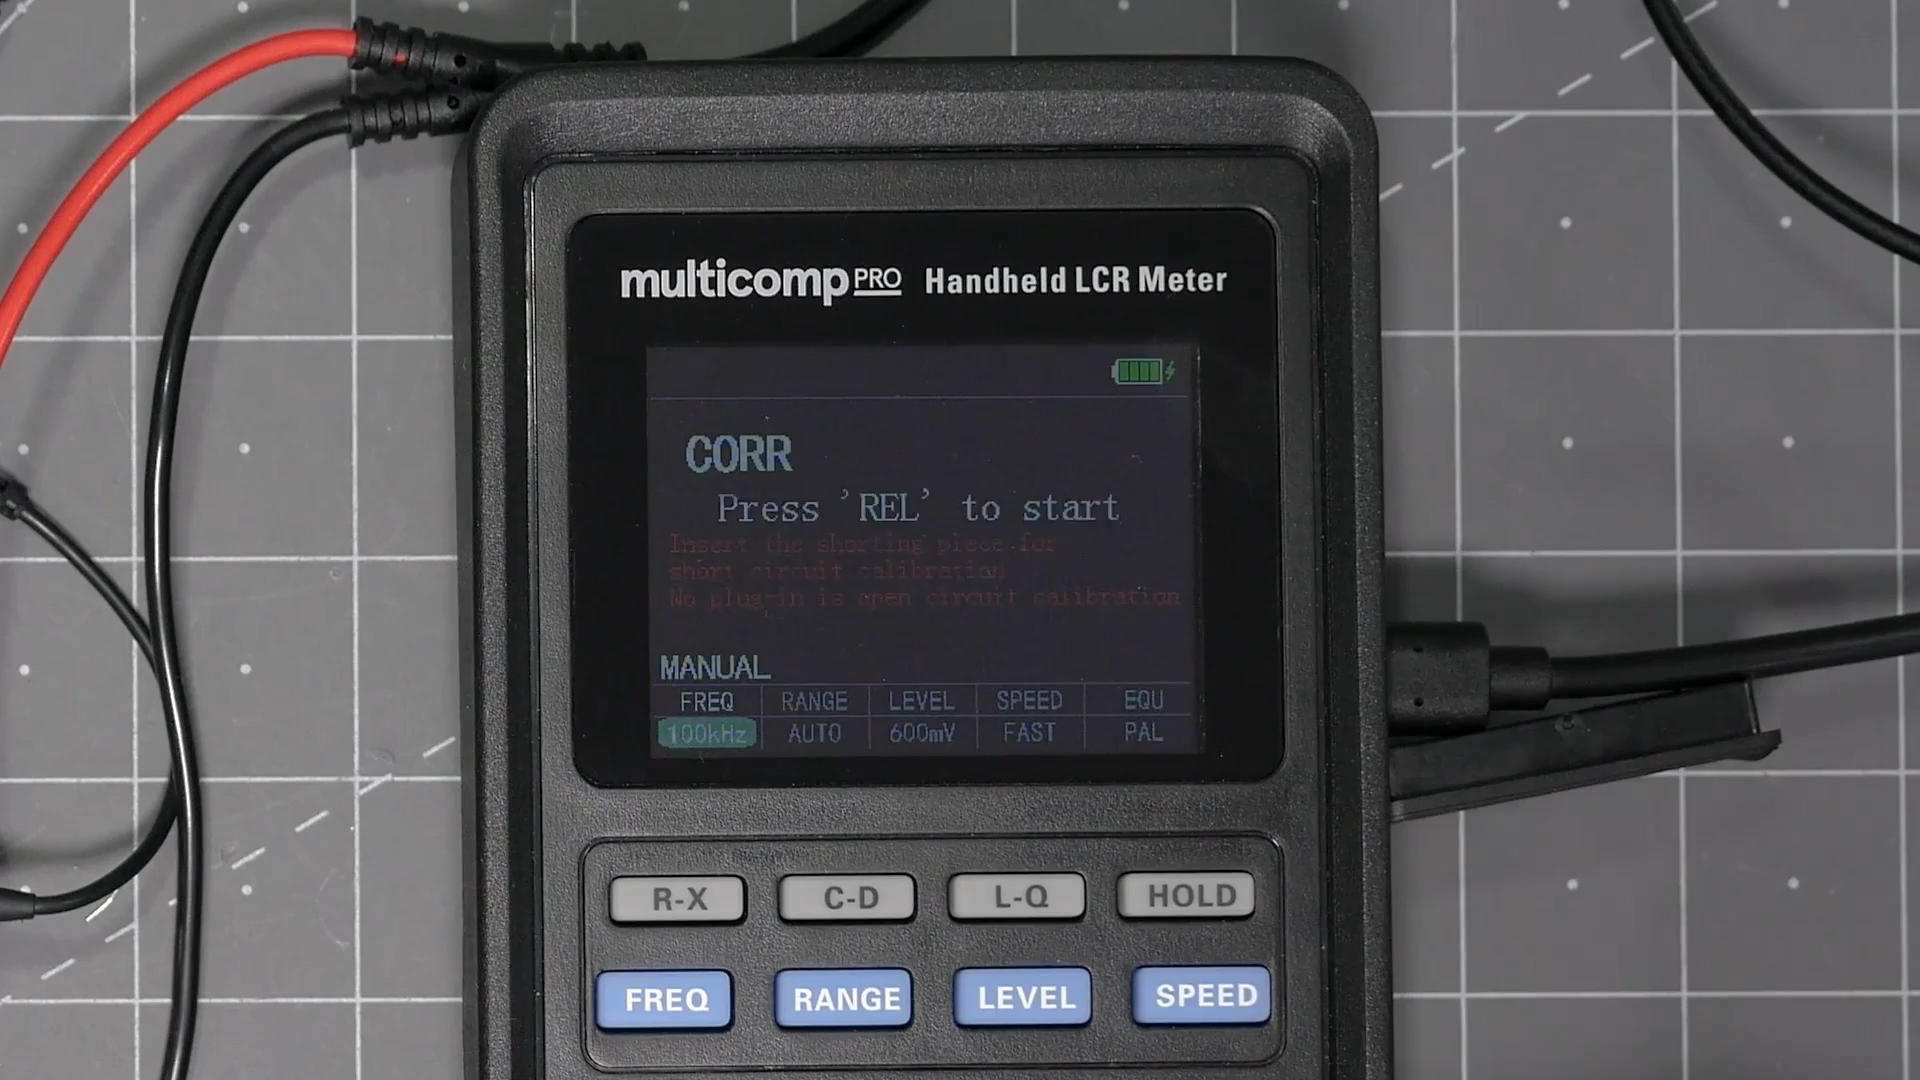 multicomp PRO Handheld LCR Meter
CORR
Press 'REL' to start
Insert the shorting piece for
short circuit calibration
No plug-in is open circuit calibration
MANUAL
FREQ RANGE LEVEL SPEED EQU
100kHz AUTO 600mV FAST PAL
R-X C-D L-Q HOLD
FREQ RANGE LEVEL SPEED